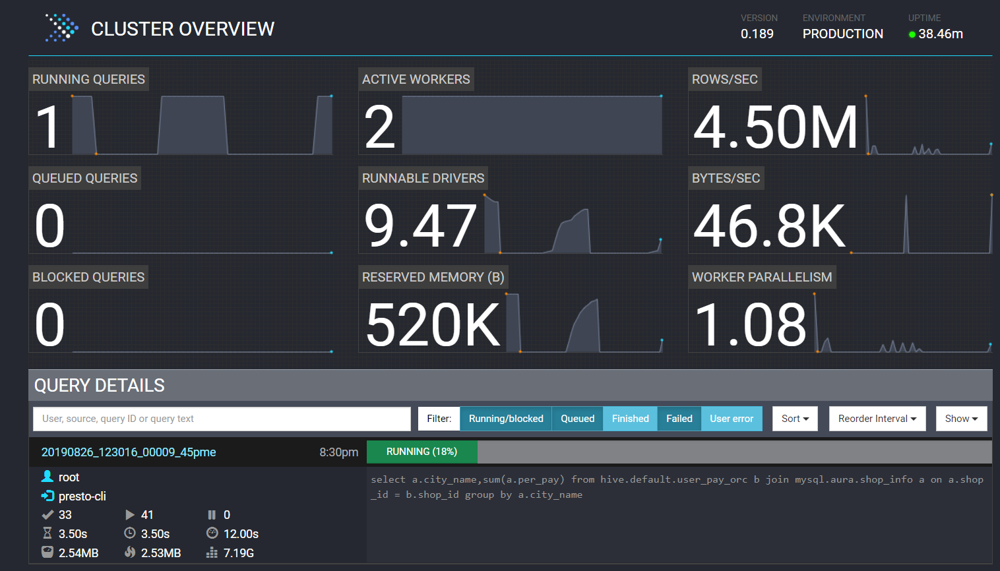 CLUSTER OVERVIEW
VERSION
0.189
ENVIRONMENT
PRODUCTION
UPTIME
38.46m
RUNNING QUERIES
1
ACTIVE WORKERS
2
ROWS/SEC
4.50M
QUEUED QUERIES
0
RUNNABLE DRIVERS
9.47
BYTES/SEC
46.8K
BLOCKED QUERIES
0
RESERVED MEMORY (B)
520K
WORKER PARALLELISM
1.08
QUERY DETAILS
User, source, query ID or query text
Filter: Running/blocked Queued Finished Failed User error
Sort
Reorder Interval
Show
20190826_123016_00009_45pme 8:30pm
RUNNING (18%)
root
presto-cli
33 41 0
3.50s 3.50s 12.00s
2.54MB 2.53MB 7.19G
select a.city_name,sum(a.per_pay) from hive.default.user_pay_orc b join mysql.aura.shop_info a on a.shop
_id = b.shop_id group by a.city_name